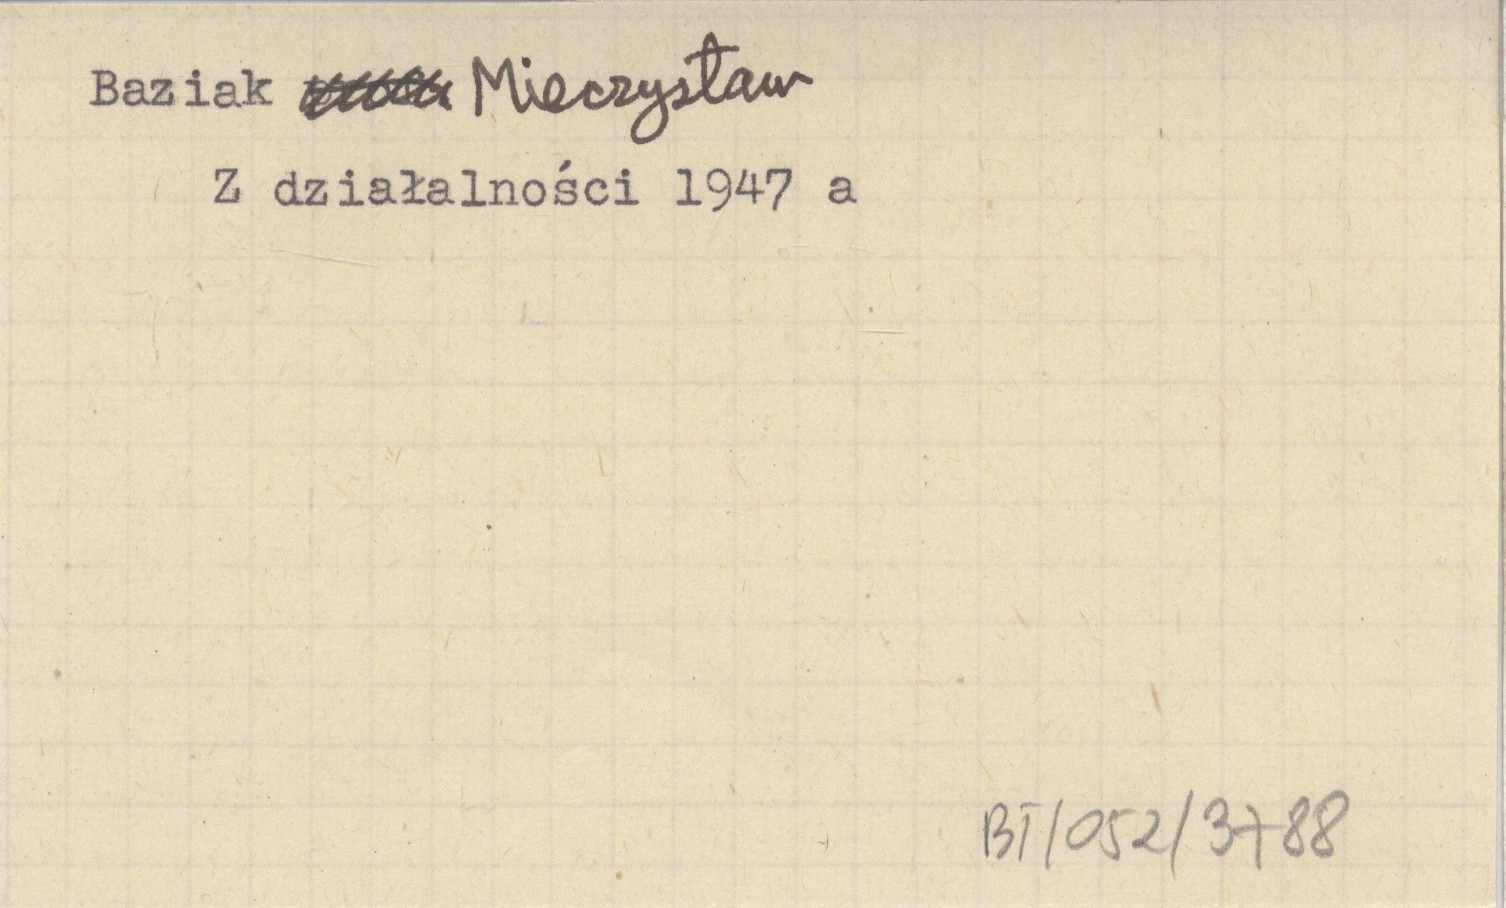 Baziak Mieczysław
Z działalności 1947 a
BT/052/3788